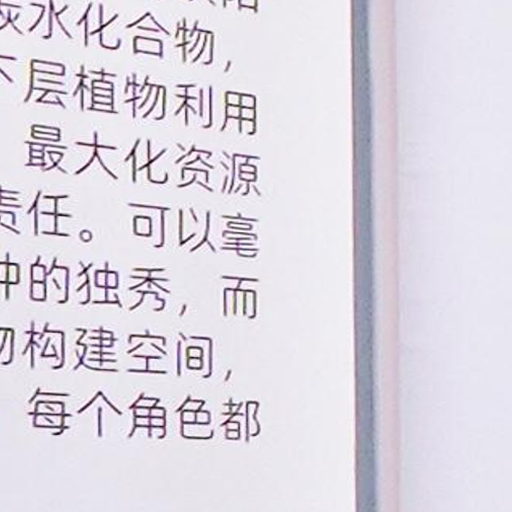 碳水化合物，
下层植物利用
最大化资源
责任。可以毫
种的独秀，而
物构建空间，
每个角色都